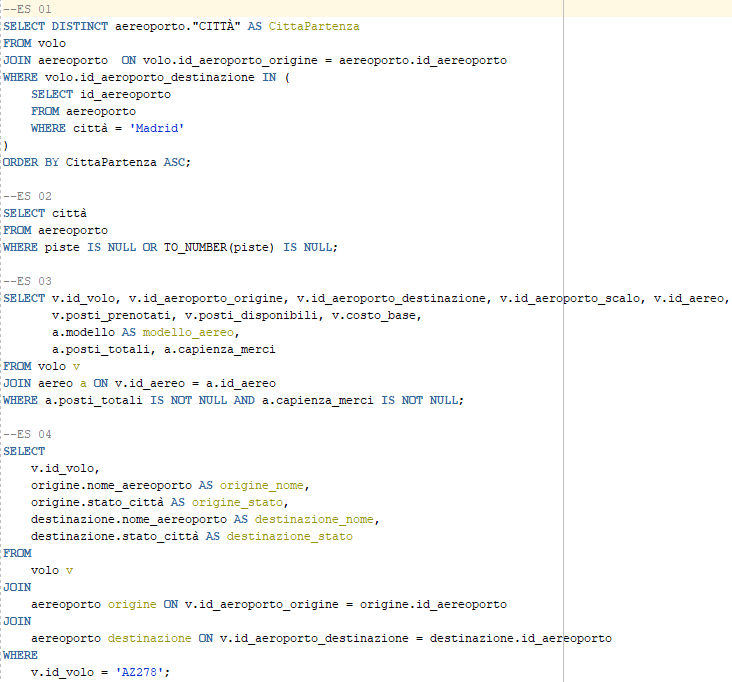 --ES 01
SELECT DISTINCT aereoporto."CITTÀ" AS CittaPartenza
FROM volo
JOIN aereoporto  ON volo.id_aeroporto_origine = aereoporto.id_aereoporto
WHERE volo.id_aeroporto_destinazione IN (
    SELECT id_aereoporto
    FROM aereoporto
    WHERE città = 'Madrid'
)
ORDER BY CittaPartenza ASC;
--ES 02
SELECT città
FROM aereoporto
WHERE piste IS NULL OR TO_NUMBER(piste) IS NULL;
--ES 03
SELECT v.id_volo, v.id_aeroporto_origine, v.id_aeroporto_destinazione, v.id_aeroporto_scalo, v.id_aereo,
       v.posti_prenotati, v.posti_disponibili, v.costo_base,
       a.modello AS modello_aereo,
       a.posti_totali, a.capienza_merci
FROM volo v
JOIN aereo a ON v.id_aereo = a.id_aereo
WHERE a.posti_totali IS NOT NULL AND a.capienza_merci IS NOT NULL;
--ES 04
SELECT
    v.id_volo,
    origine.nome_aereoporto AS origine_nome,
    origine.stato_città AS origine_stato,
    destinazione.nome_aereoporto AS destinazione_nome,
    destinazione.stato_città AS destinazione_stato
FROM
    volo v
JOIN
    aereoporto origine ON v.id_aeroporto_origine = origine.id_aereoporto
JOIN
    aereoporto destinazione ON v.id_aeroporto_destinazione = destinazione.id_aereoporto
WHERE
    v.id_volo = 'AZ278';